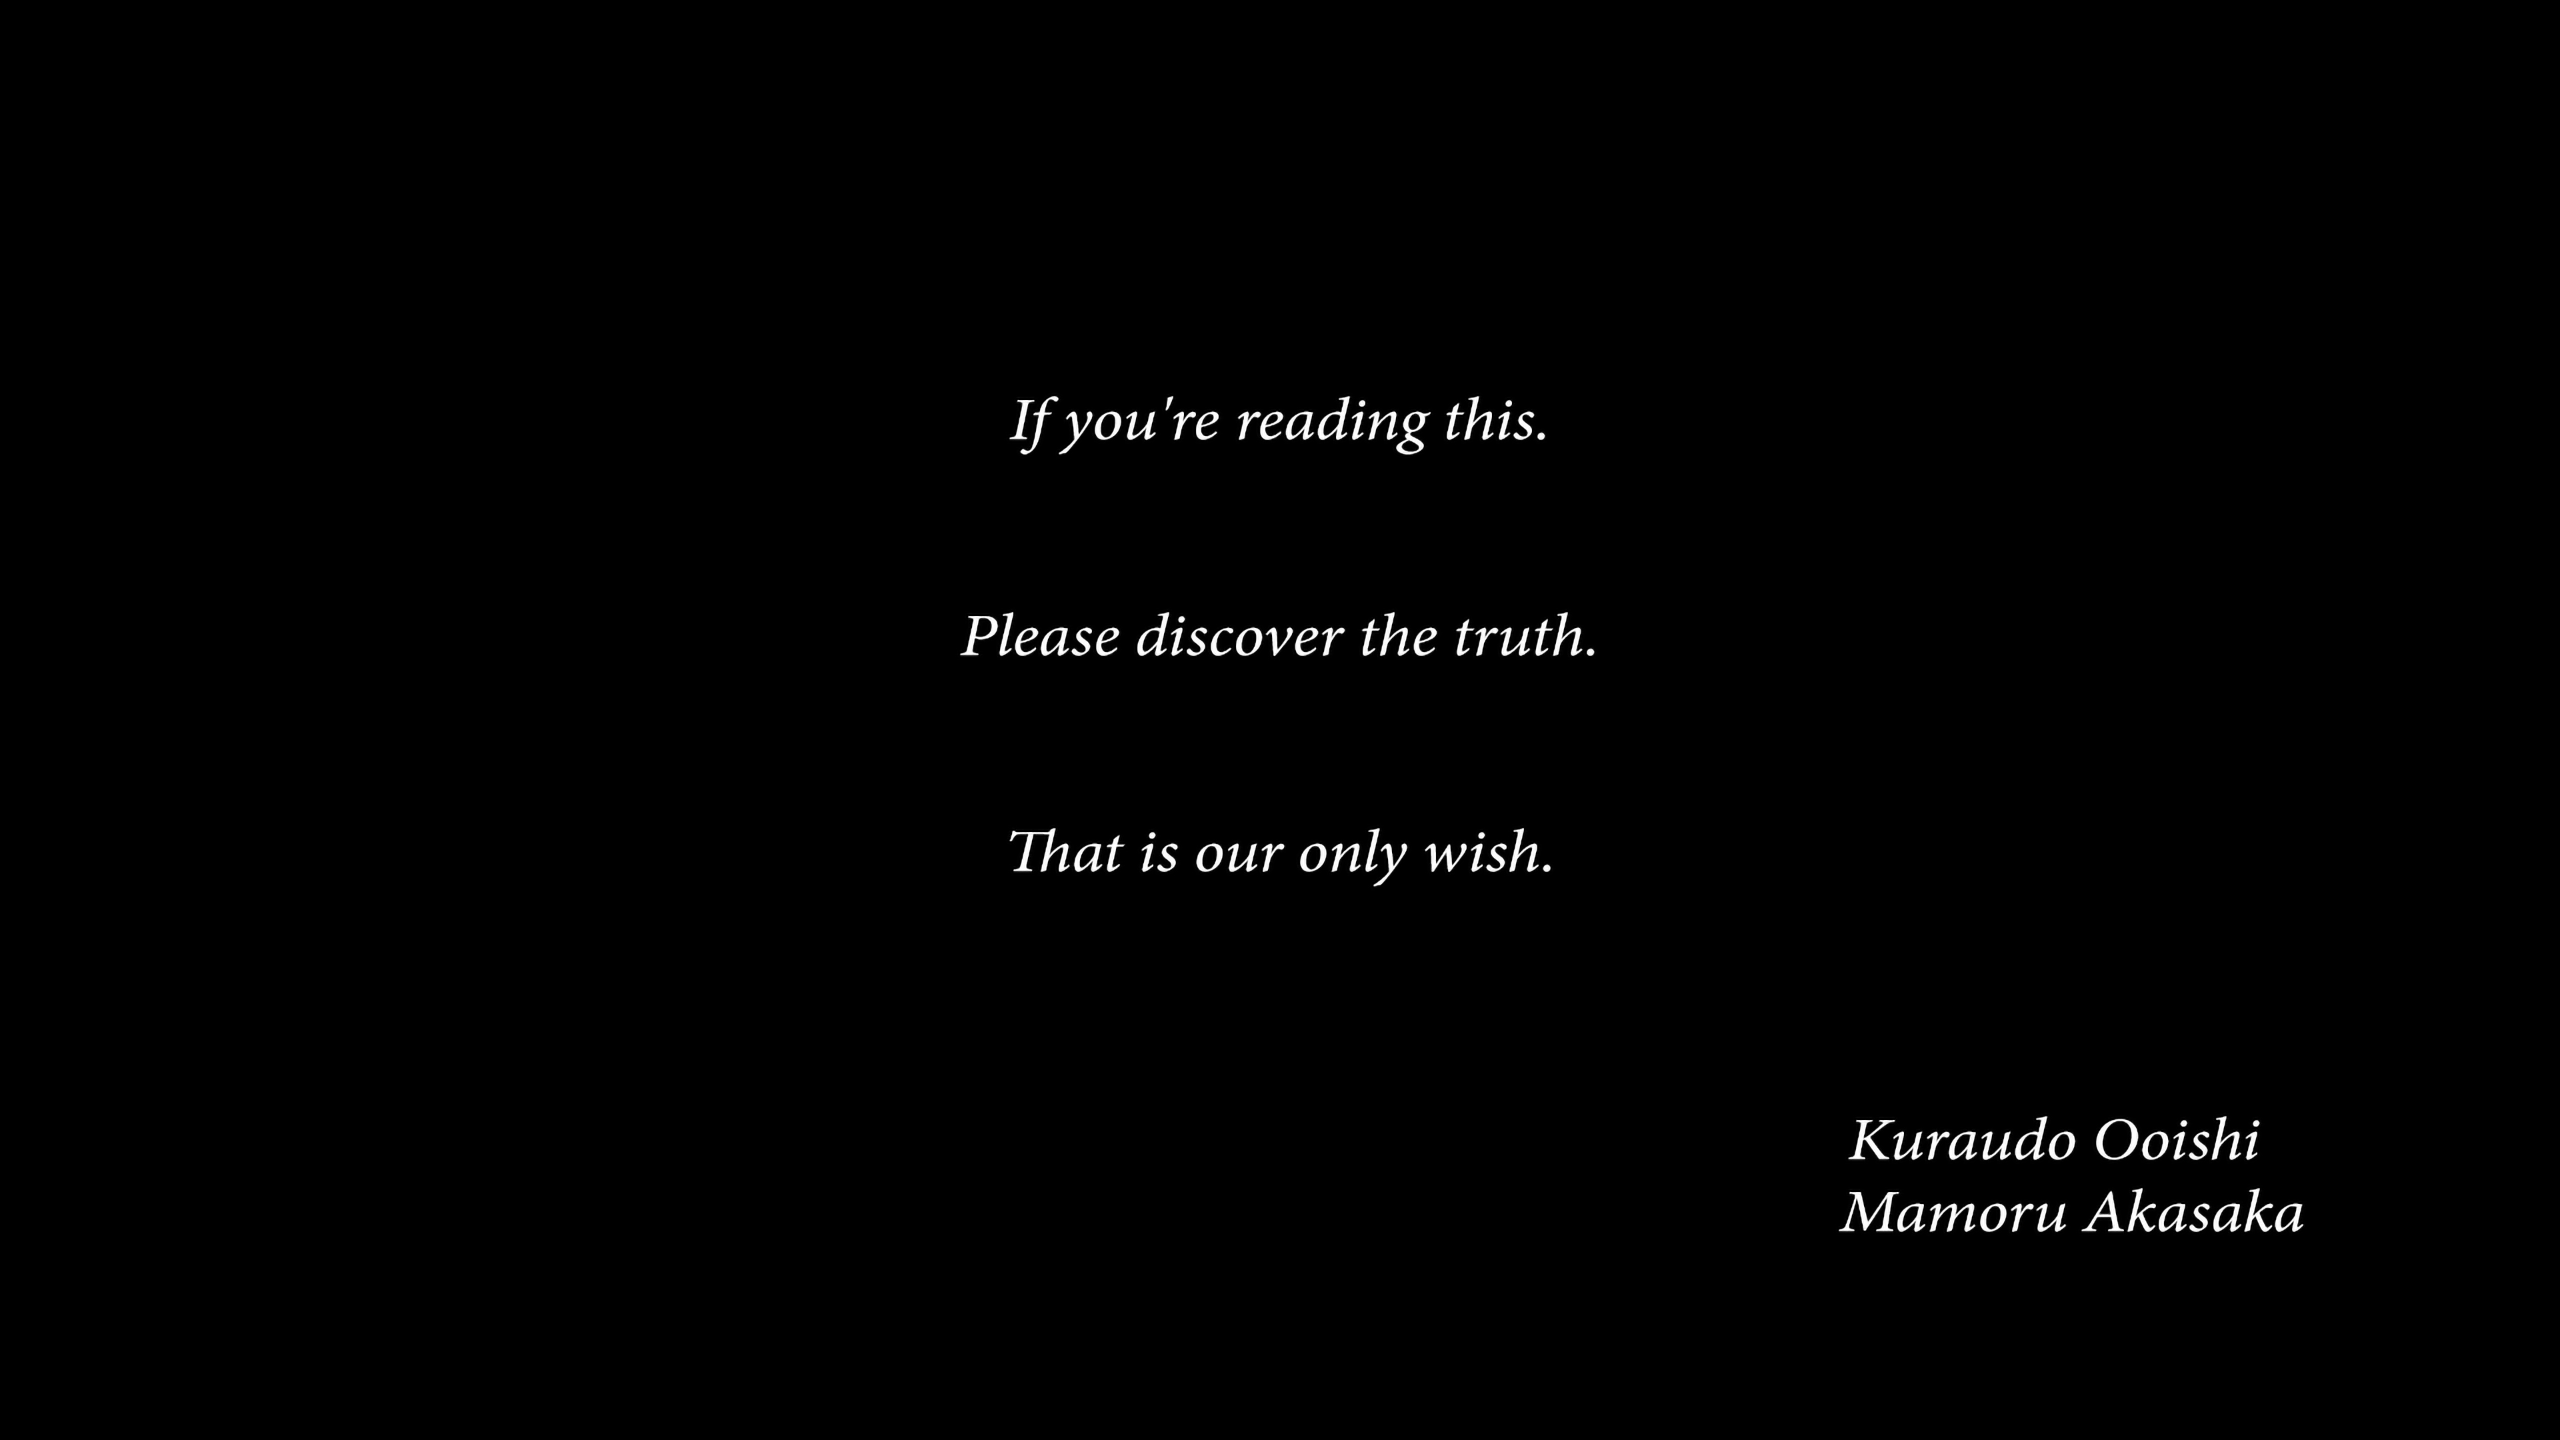 If you're reading this.
Please discover the truth.
That is our only wish.
Kuraudo Ooishi
Mamoru Akasaka